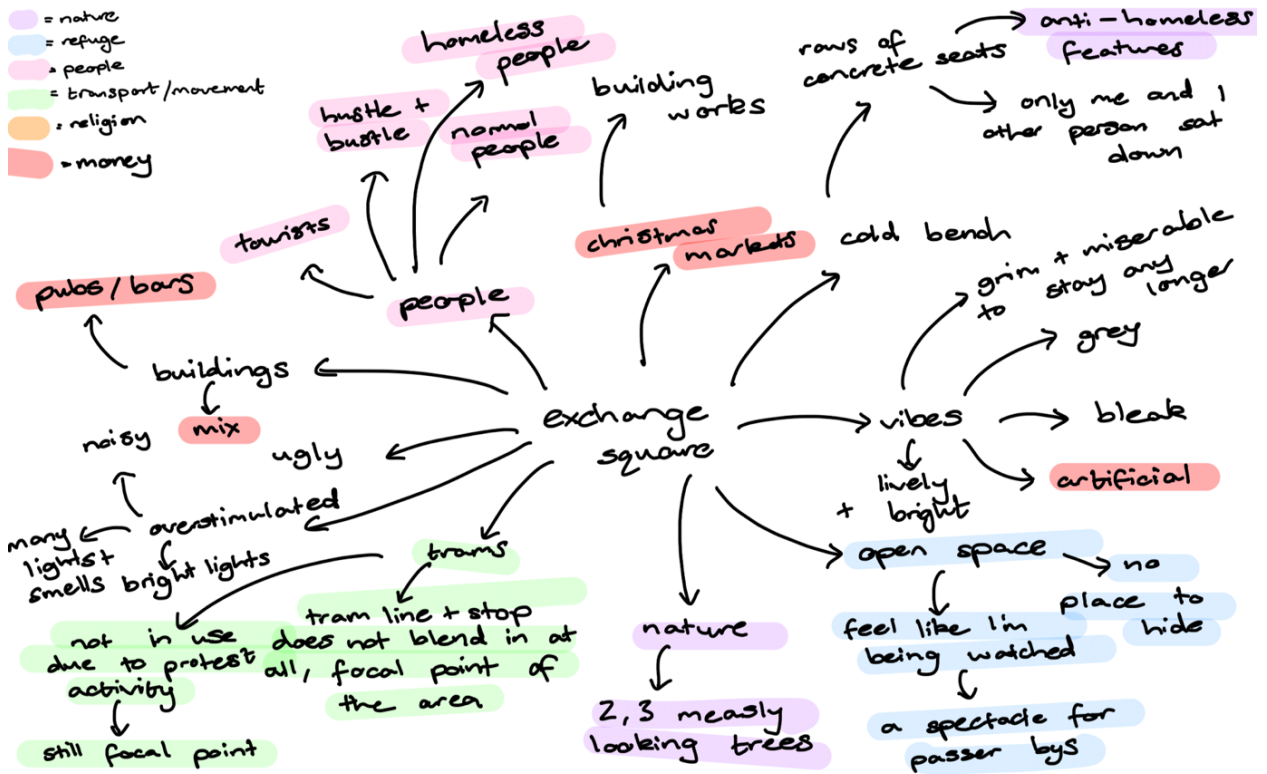 = nature
= refuge
= people
= transport/movement
= religion
= money
homeless
people
hustle +
bustle
normal
people
tourists
people
pubs/bars
buildings
mix
building
works
christmas
markets
rows of
concrete seats
anti-homeless
features
only me and 1
other person sat
down
cold bench
grim + miserable
to stay any
longer
grey
exchange
square
vibes
bleak
artificial
lively
+ bright
ugly
noisy
overstimulated
many
lights+
smells
bright lights
trams
not in use
due to protest
activity
still focal point
tram line + stop
does not blend in at
all, focal point of
the area
nature
2,3 measly
looking trees
open space
no
place to
hide
feel like I'm
being watched
a spectacle for
passer bys